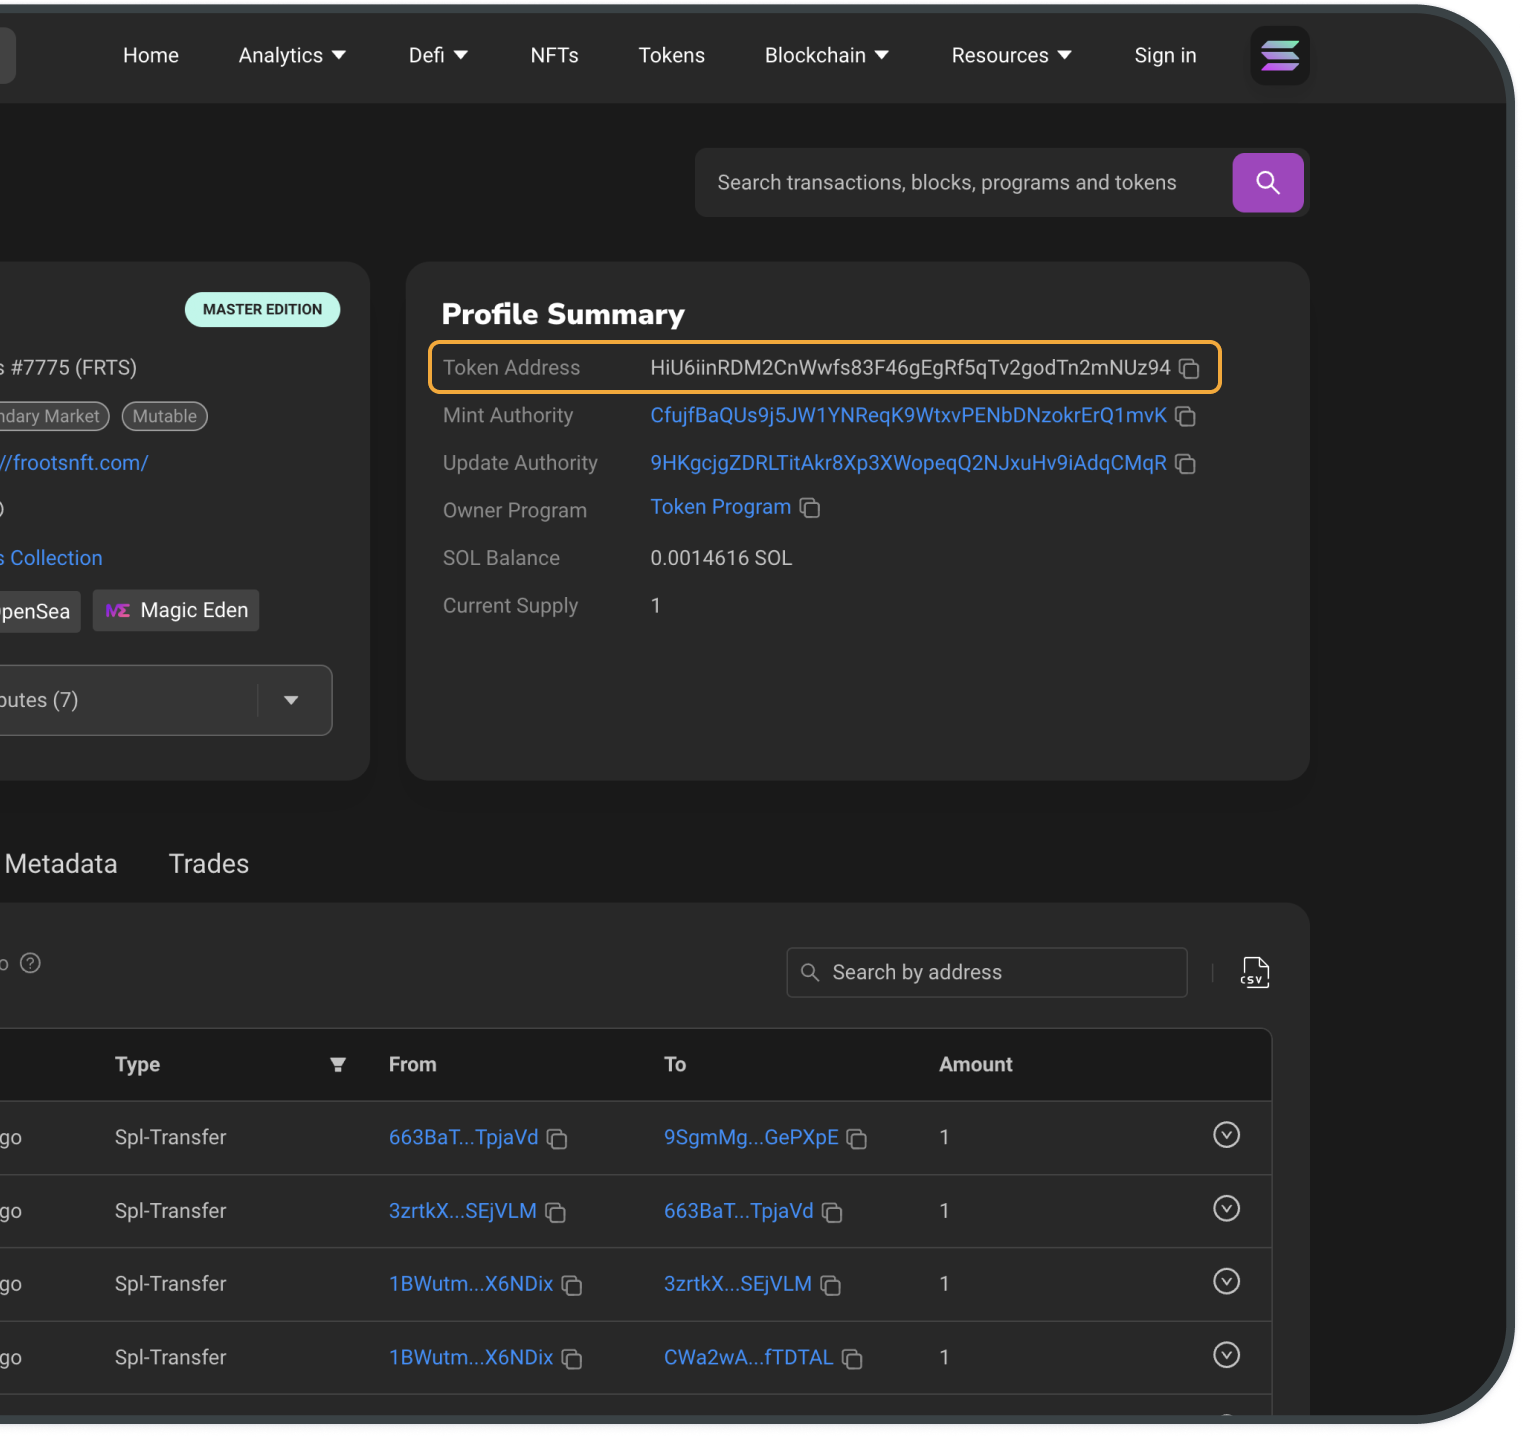 Home Analytics Defi NFTs Tokens Blockchain Resources Sign in
Search transactions, blocks, programs and tokens
MASTER EDITION
s #7775 (FRTS)
ndary Market Mutable
//frootsnft.com/
s Collection
OpenSea Magic Eden
butes (7)
Profile Summary
Token Address HiU6iinRDM2CnWwfs83F46gEgRf5qTv2godTn2mNUz94
Mint Authority CfujfBaQUs9j5JW1YNReqK9WtxvPENbDNzokrErQ1mvK
Update Authority 9HKgcjgZDRLTitAkr8Xp3XWopeqQ2NJxuHv9iAdqCMqR
Owner Program Token Program
SOL Balance 0.0014616 SOL
Current Supply 1
Metadata Trades
o
Search by address
CSV
Type From To Amount
go Spl-Transfer 663BaT...TpjaVd 9SgmMg...GePXpE 1
go Spl-Transfer 3zrtkX...SEjVLM 663BaT...TpjaVd 1
go Spl-Transfer 1BWutm...X6NDix 3zrtkX...SEjVLM 1
go Spl-Transfer 1BWutm...X6NDix CWa2wA...fTDTAL 1